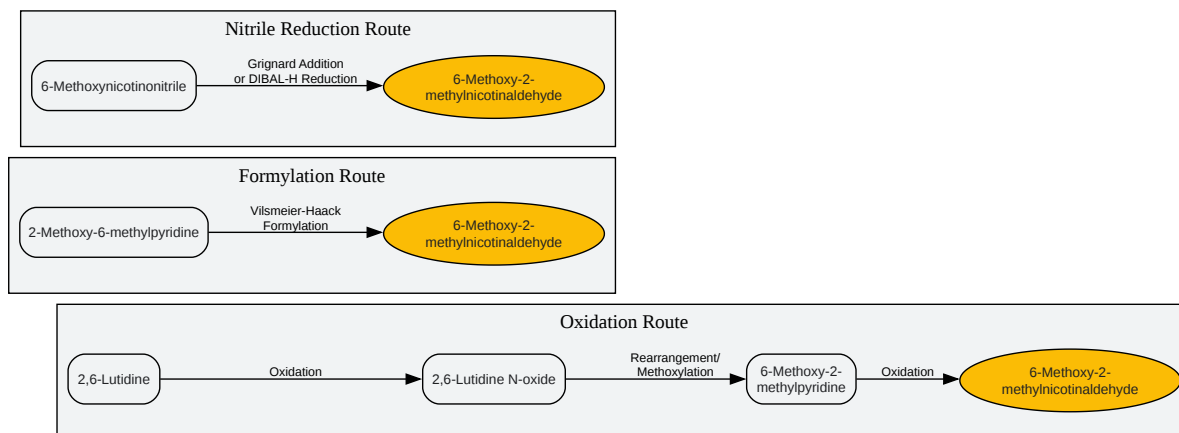 Nitrile Reduction Route
6-Methoxynicotinonitrile
Grignard Addition
or DIBAL-H Reduction
6-Methoxy-2-
methylnicotinaldehyde
Formylation Route
2-Methoxy-6-methylpyridine
Vilsmeier-Haack
Formylation
6-Methoxy-2-
methylnicotinaldehyde
Oxidation Route
2,6-Lutidine
Oxidation
2,6-Lutidine N-oxide
Rearrangement/
Methoxylation
6-Methoxy-2-
methylpyridine
Oxidation
6-Methoxy-2-
methylnicotinaldehyde